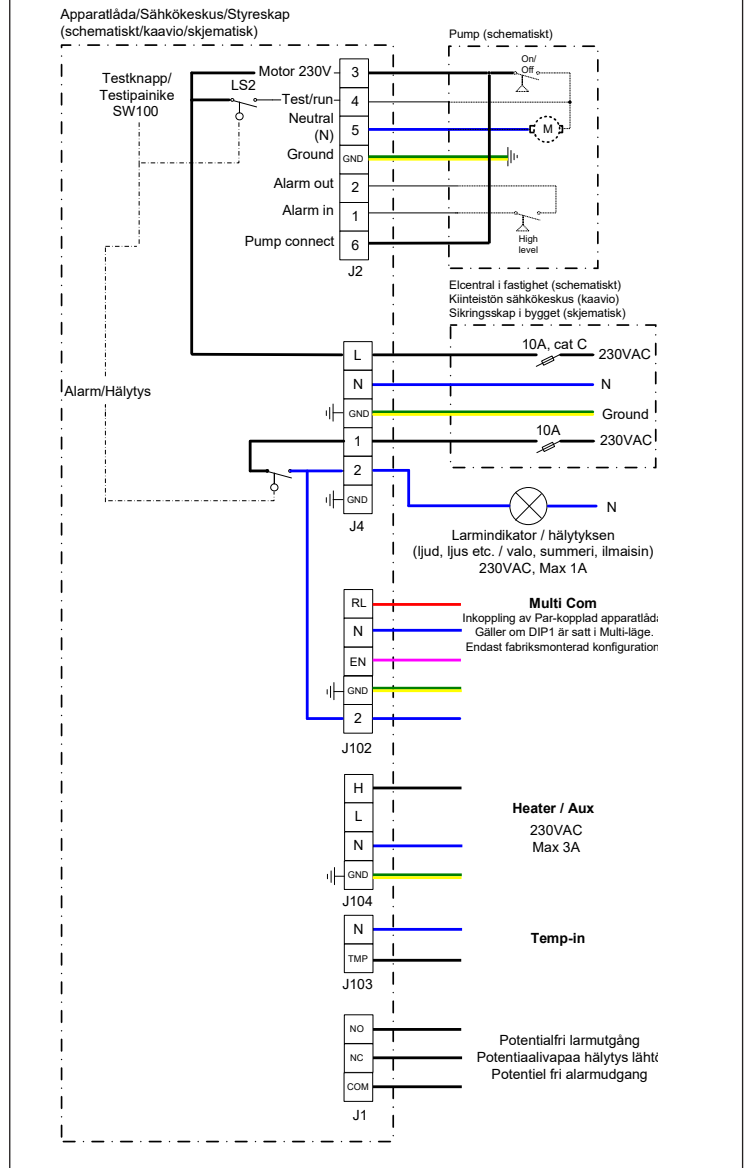 Apparatlåda/Sähkökeskus/Styreskap
(schematiskt/kaavio/skjematisk)
Pump (schematiskt)
Testknapp/
Testipainike
SW100
LS2
Motor 230V
3
Test/run
4
Neutral
(N)
5
Ground
GND
Alarm out
2
Alarm in
1
Pump connect
6
J2
On/
Off
M
High
level
Elcentral i fastighet (schematiskt)
Kiinteistön sähkökeskus (kaavio)
Sikringsskap i bygget (skjematisk)
Alarm/Hälytys
L
10A, cat C
230VAC
N
N
GND
Ground
1
10A
230VAC
2
GND
N
J4
Larmindikator / hälytyksen
(ljud, ljus etc. / valo, summeri, ilmaisin)
230VAC, Max 1A
RL
N
EN
GND
2
J102
Multi Com
Inkoppling av Par-kopplad apparatlåda
Gäller om DIP1 är satt i Multi-läge.
Endast fabriksmonterad konfiguration
H
L
N
GND
J104
Heater / Aux
230VAC
Max 3A
N
TMP
J103
Temp-in
NO
NC
COM
J1
Potentialfri larmutgång
Potentiaalivapaa hälytys lähtö
Potentiel fri alarmudgang